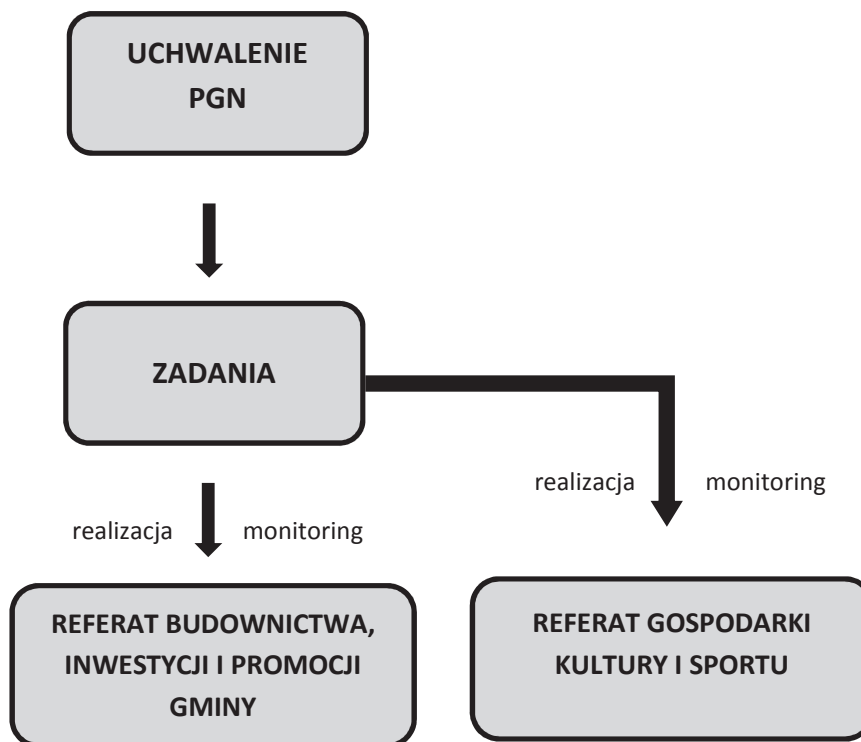 UCHWALENIE
PGN
ZADANIA
realizacja monitoring
realizacja monitoring
REFERAT BUDOWNICTWA,
INWESTYCJI I PROMOCJI
GMINY
REFERAT GOSPODARKI
KULTURY I SPORTU